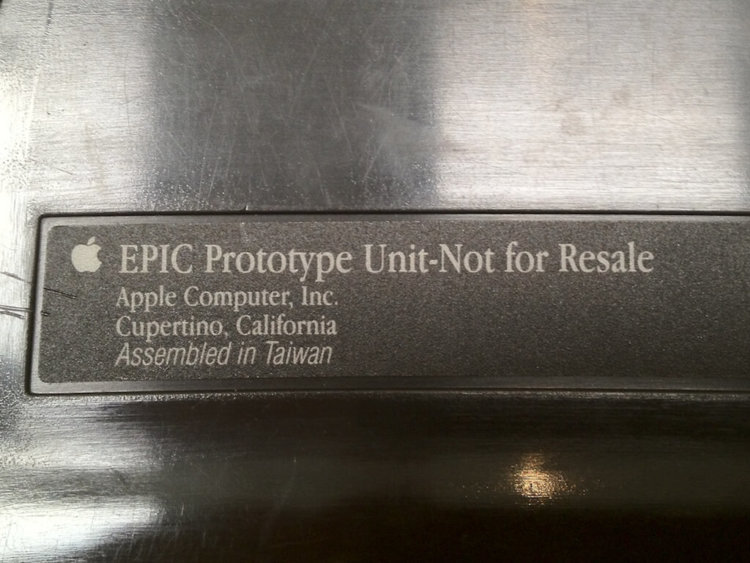 EPIC Prototype Unit-Not for Resale
Apple Computer, Inc.
Cupertino, California
Assembled in Taiwan